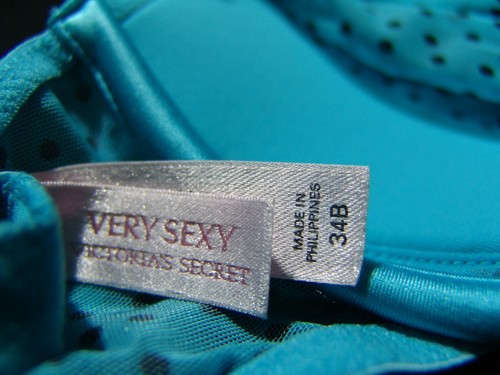 VERY SEXY
VICTORIA'S SECRET
MADE IN
PHILIPPINES
34B